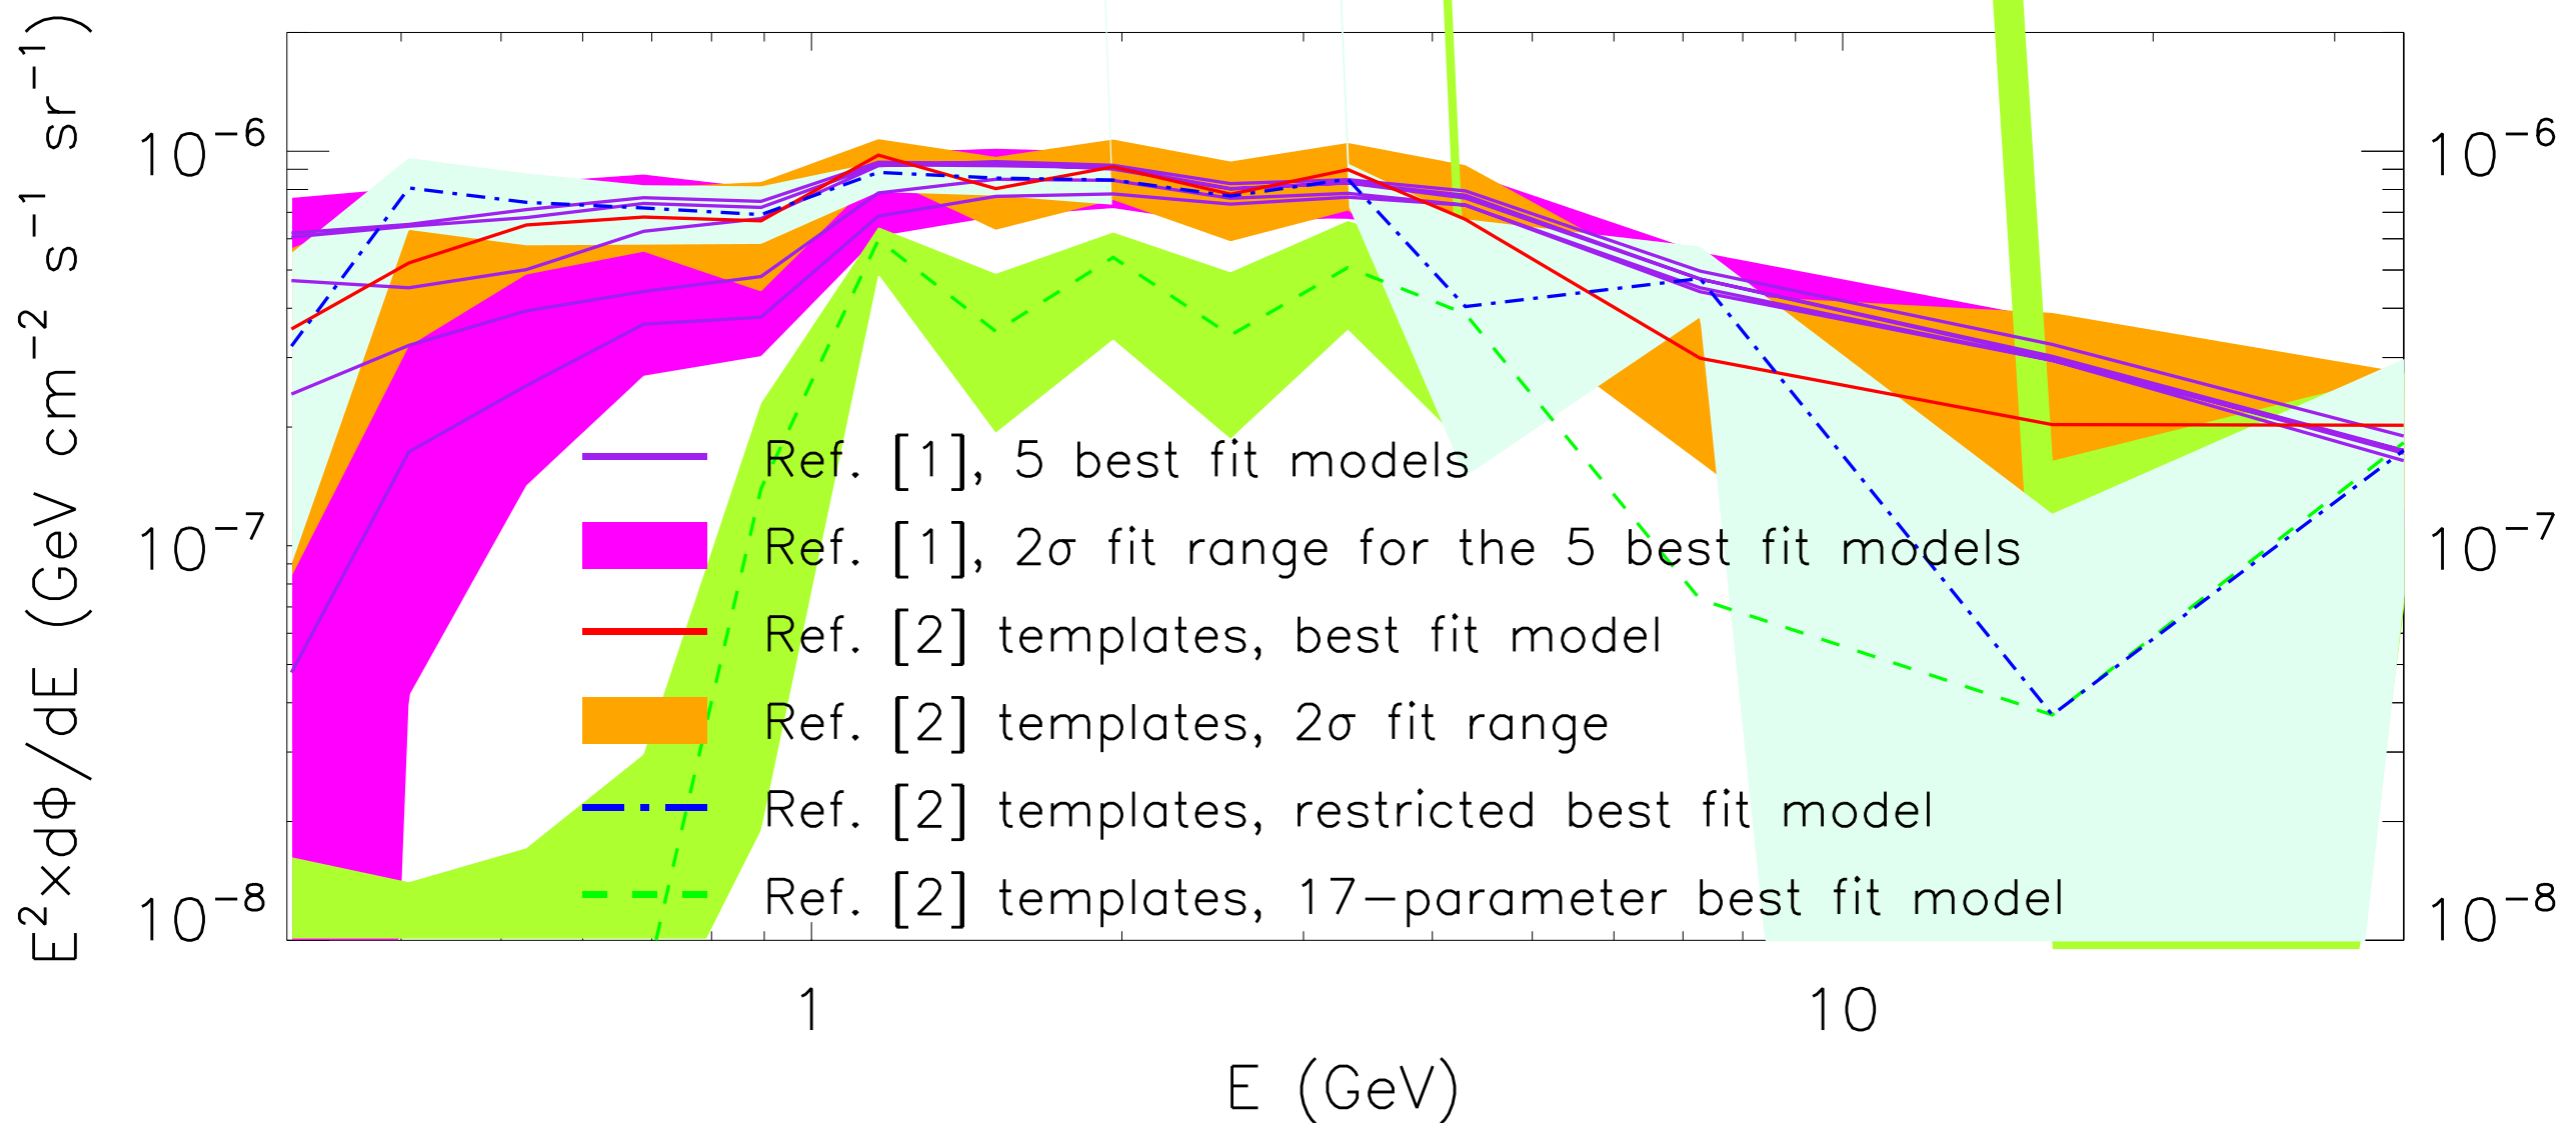 E²xdΦ/dE (GeV cm⁻² s⁻¹ sr⁻¹)
10⁻⁶
10⁻⁷
10⁻⁸
10⁻⁶
10⁻⁷
10⁻⁸
Ref. [1], 5 best fit models
Ref. [1], 2σ fit range for the 5 best fit models
Ref. [2] templates, best fit model
Ref. [2] templates, 2σ fit range
Ref. [2] templates, restricted best fit model
Ref. [2] templates, 17-parameter best fit model
1
10
E (GeV)